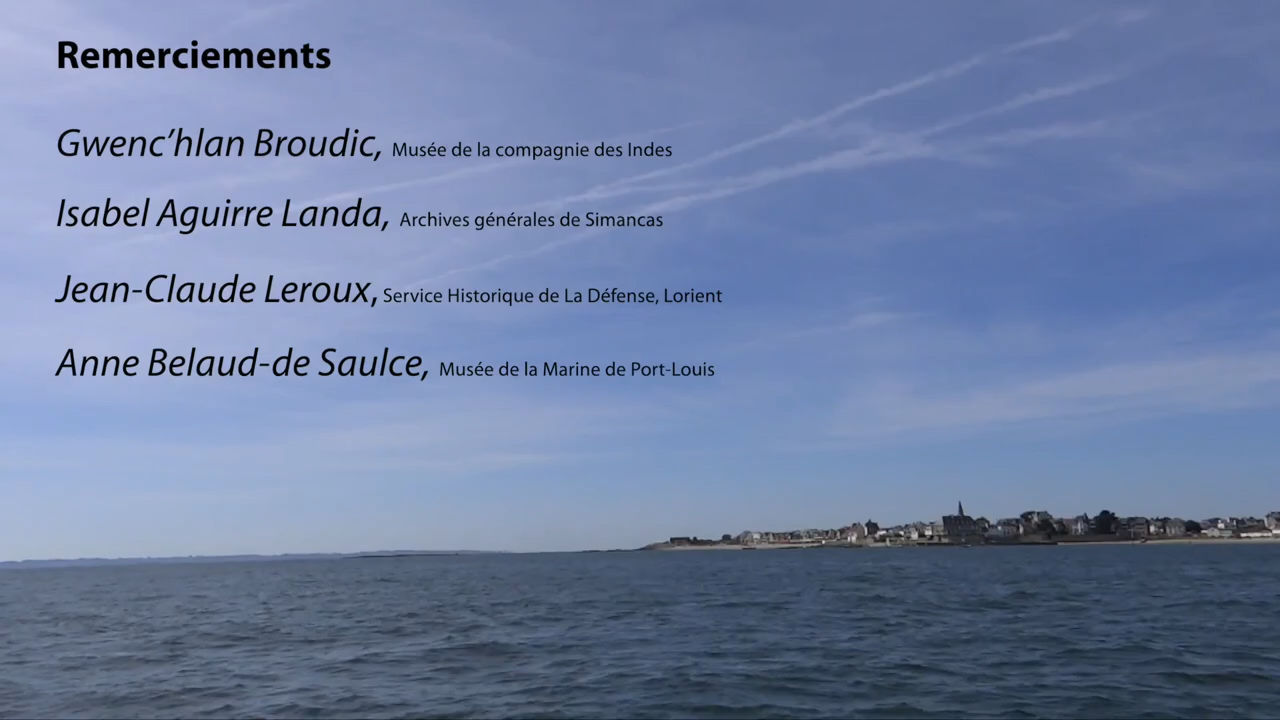 Remerciements
Gwenc’hlan Broudic, Musée de la compagnie des Indes
Isabel Aguirre Landa, Archives générales de Simancas
Jean-Claude Leroux, Service Historique de La Défense, Lorient
Anne Belaud-de Saulce, Musée de la Marine de Port-Louis